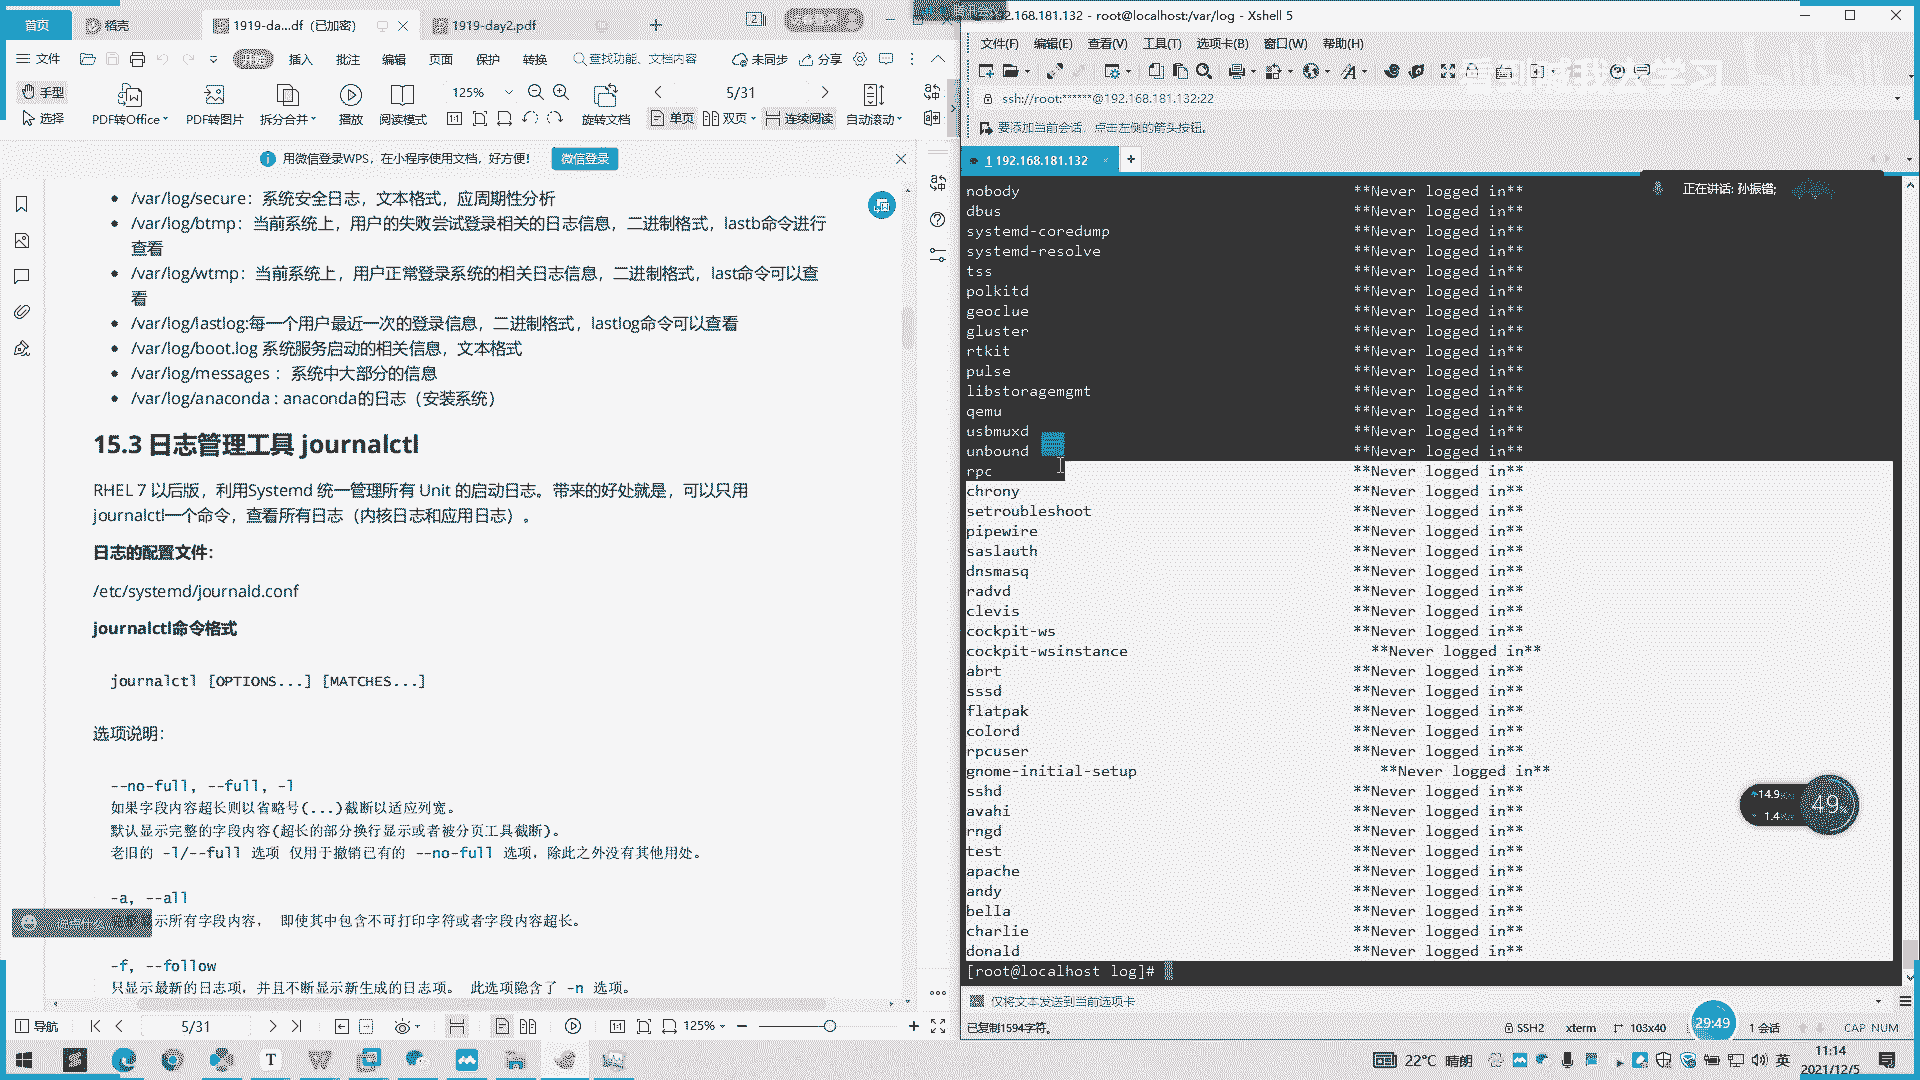 首页
稻壳
1919-da...df（已加密）
1919-day2.pdf
文件
开始
插入
批注
编辑
页面
保护
转换
查找功能、文档内容
未同步
分享
手型
选择
PDF转Office
PDF转图片
拆分合并
播放
阅读模式
125%
5/31
旋转文档
单页
双页
连续阅读
自动滚动
用微信登录WPS，在小程序使用文档，好方便！
微信登录
• /var/log/secure：系统安全日志，文本格式，应周期性分析
• /var/log/btmp：当前系统上，用户的失败尝试登录相关的日志信息，二进制格式，lastb命令进行
查看
• /var/log/wtmp：当前系统上，用户正常登录系统的相关日志信息，二进制格式，last命令可以查
看
• /var/log/lastlog:每一个用户最近一次的登录信息，二进制格式，lastlog命令可以查看
• /var/log/boot.log 系统服务启动的相关信息，文本格式
• /var/log/messages ：系统中大部分的信息
• /var/log/anaconda : anaconda的日志（安装系统）
15.3 日志管理工具 journalctl
RHEL 7 以后版，利用Systemd 统一管理所有 Unit 的启动日志。带来的好处就是，可以只用
journalctl一个命令，查看所有日志（内核日志和应用日志）。
日志的配置文件：
/etc/systemd/journald.conf
journalctl命令格式
journalctl [OPTIONS...] [MATCHES...]
选项说明：
--no-full, --full, -l
如果字段内容超长则以省略号(...)截断以适应列宽。
默认显示完整的字段内容(超长的部分换行显示或者被分页工具截断)。
老旧的 -l/--full 选项 仅用于撤销已有的 --no-full 选项，除此之外没有其他用处。
-a, --all
示所有字段内容， 即使其中包含不可打印字符或者字段内容超长。
-f, --follow
只显示最新的日志项，并且不断显示新生成的日志项。 此选项隐含了 -n 选项。
导航
5/31
125%
192.168.181.132 - root@localhost:/var/log - Xshell 5
文件(F) 编辑(E) 查看(V) 工具(T) 选项卡(B) 窗口(W) 帮助(H)
ssh://root:******@192.168.181.132:22
要添加当前会话，点击左侧的箭头按钮。
1 192.168.181.132
正在讲话: 孙振锴;
nobody **Never logged in**
dbus **Never logged in**
systemd-coredump **Never logged in**
systemd-resolve **Never logged in**
tss **Never logged in**
polkitd **Never logged in**
geoclue **Never logged in**
gluster **Never logged in**
rtkit **Never logged in**
pulse **Never logged in**
libstoragemgmt **Never logged in**
qemu **Never logged in**
usbmuxd **Never logged in**
unbound **Never logged in**
rpc **Never logged in**
chrony **Never logged in**
setroubleshoot **Never logged in**
pipewire **Never logged in**
saslauth **Never logged in**
dnsmasq **Never logged in**
radvd **Never logged in**
clevis **Never logged in**
cockpit-ws **Never logged in**
cockpit-wsinstance **Never logged in**
abrt **Never logged in**
sssd **Never logged in**
flatpak **Never logged in**
colord **Never logged in**
rpcuser **Never logged in**
gnome-initial-setup **Never logged in**
sshd **Never logged in**
avahi **Never logged in**
rngd **Never logged in**
test **Never logged in**
apache **Never logged in**
andy **Never logged in**
bella **Never logged in**
charlie **Never logged in**
donald **Never logged in**
[root@localhost log]#
14.9
1.4
49
仅将文本发送到当前选项卡
已复制1594字符。
29:49
SSH2
xterm
103x40
1 会话
CAP NUM
22°C 晴朗
英
11:14
2021/12/5